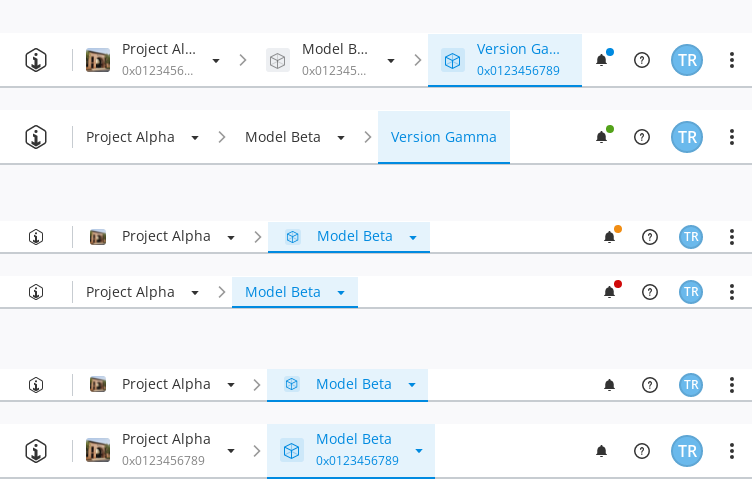 Project Al... Model B... Version Ga...
0x0123456... 0x012345... 0x0123456789 TR
Project Alpha Model Beta Version Gamma TR
Project Alpha Model Beta TR
Project Alpha Model Beta TR
Project Alpha Model Beta TR
Project Alpha Model Beta
0x0123456789 0x0123456789 TR